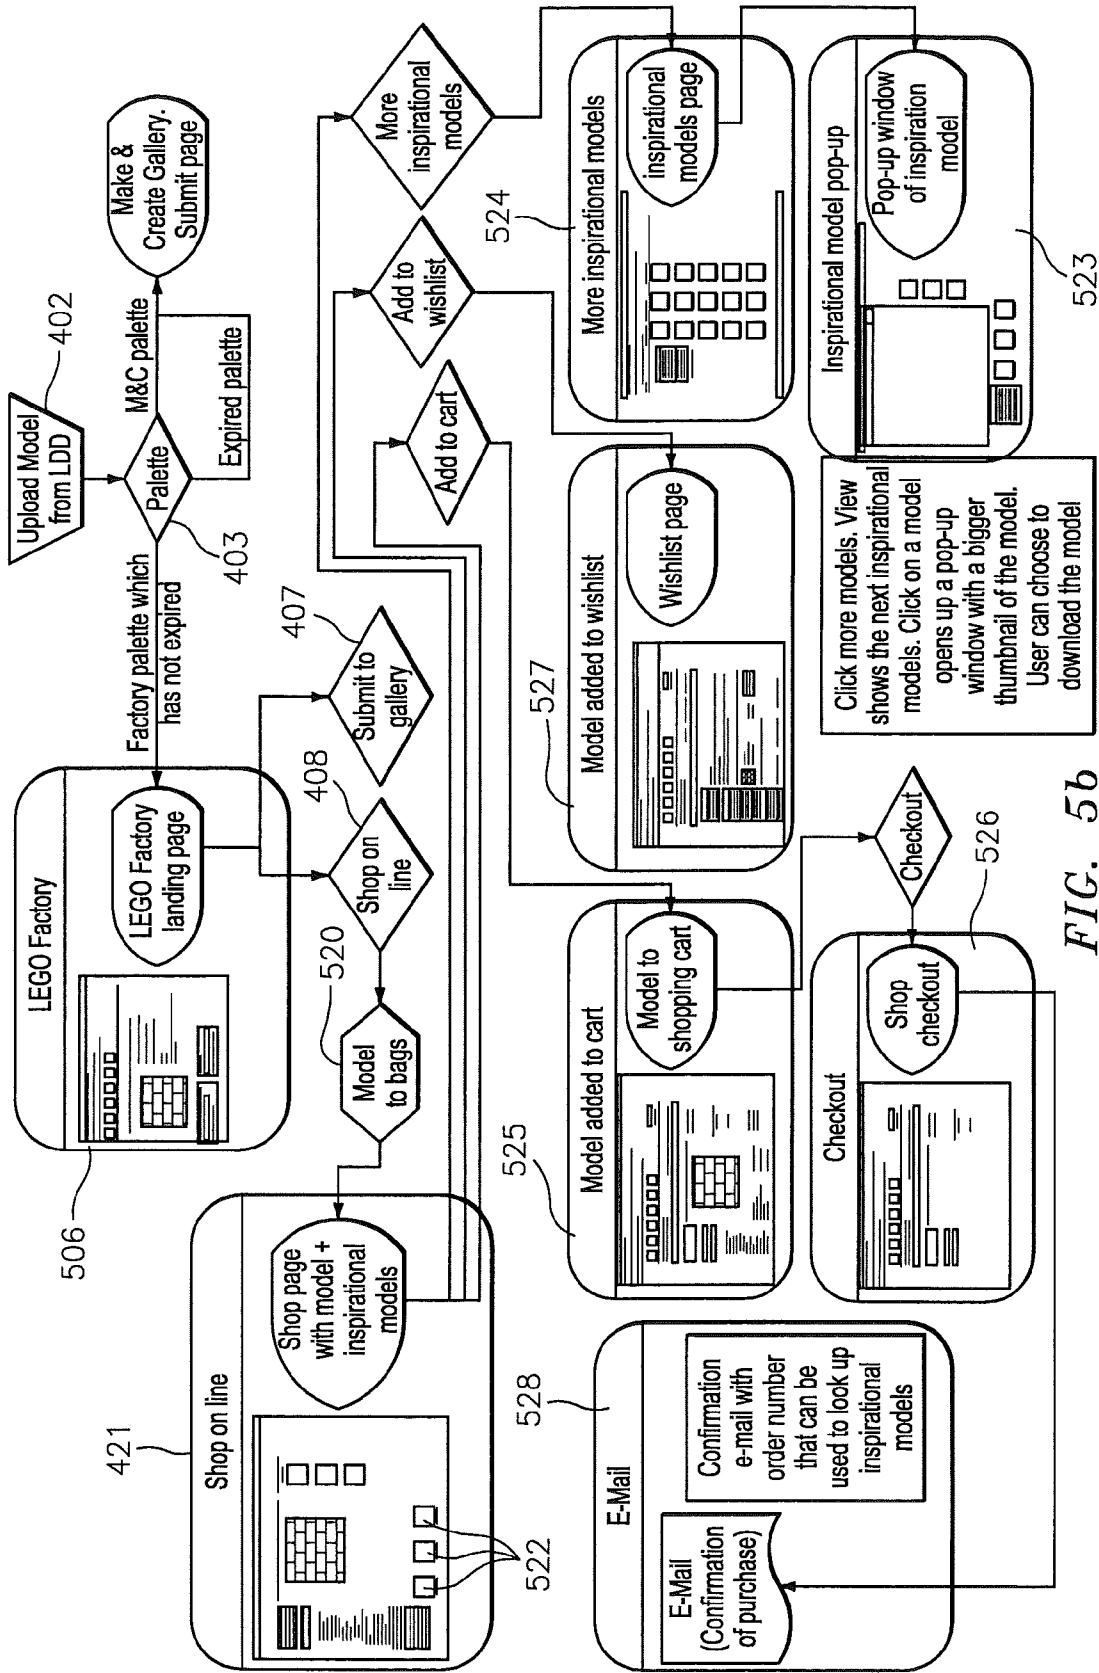 Upload Model
from LDD
402
Palette
403
M&C palette
Expired palette
Make &
Create Gallery.
Submit page
Factory palette which
has not expired
LEGO Factory
LEGO Factory
landing page
506
Submit to
gallery
407
Shop on
line
408
Model
to bags
520
Shop on line
421
Shop page
with model +
inspirational
models
522
Add to cart
Add to
wishlist
More
inspirational
models
More inspirational models
524
inspirational
models page
Model added to wishlist
527
Wishlist page
Model added to cart
525
Model to
shopping cart
Inspirational model pop-up
Pop-up window
of inspiration
model
523
Click more models. View
shows the next inspirational
models. Click on a model
opens up a pop-up
window with a bigger
thumbnail of the model.
User can choose to
download the model
Checkout
Checkout
526
Shop
checkout
E-Mail
528
E-Mail
(Confirmation
of purchase)
Confirmation
e-mail with
order number
that can be
used to look up
inspirational
models
FIG. 5b